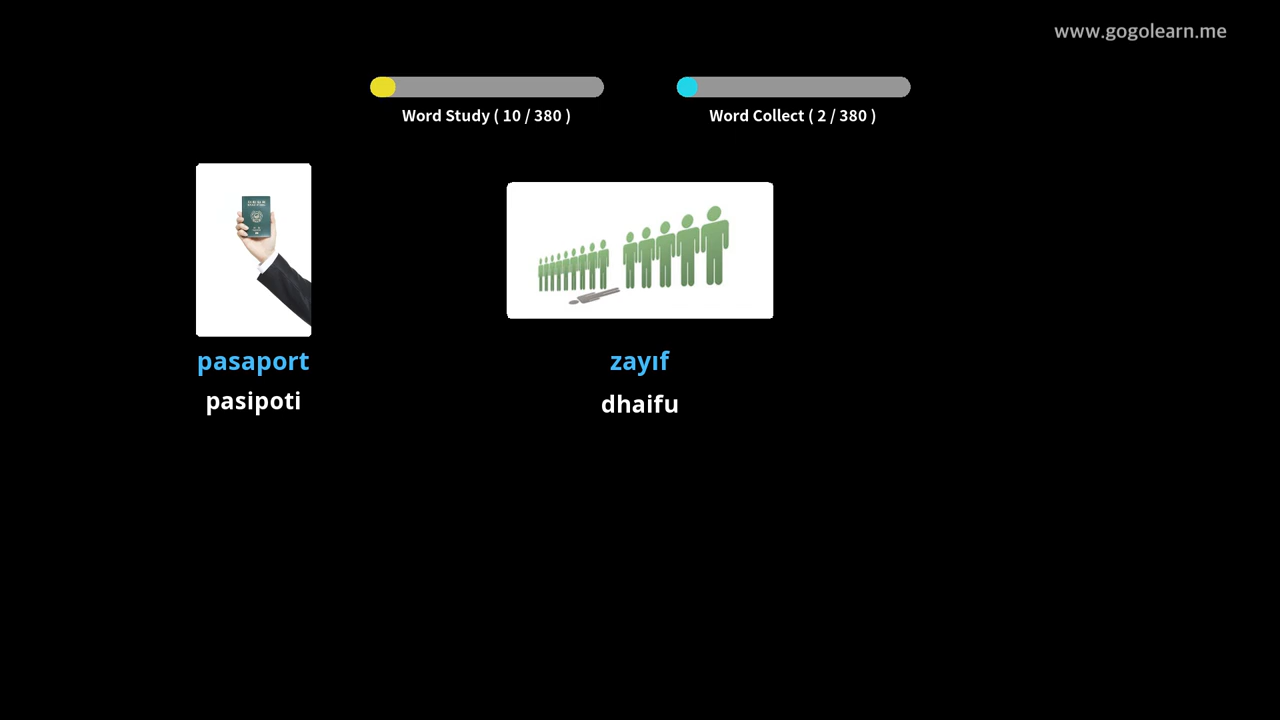 www.gogolearn.me
Word Study ( 10 / 380 )
Word Collect ( 2 / 380 )
pasaport
zayıf
pasipoti
dhaifu